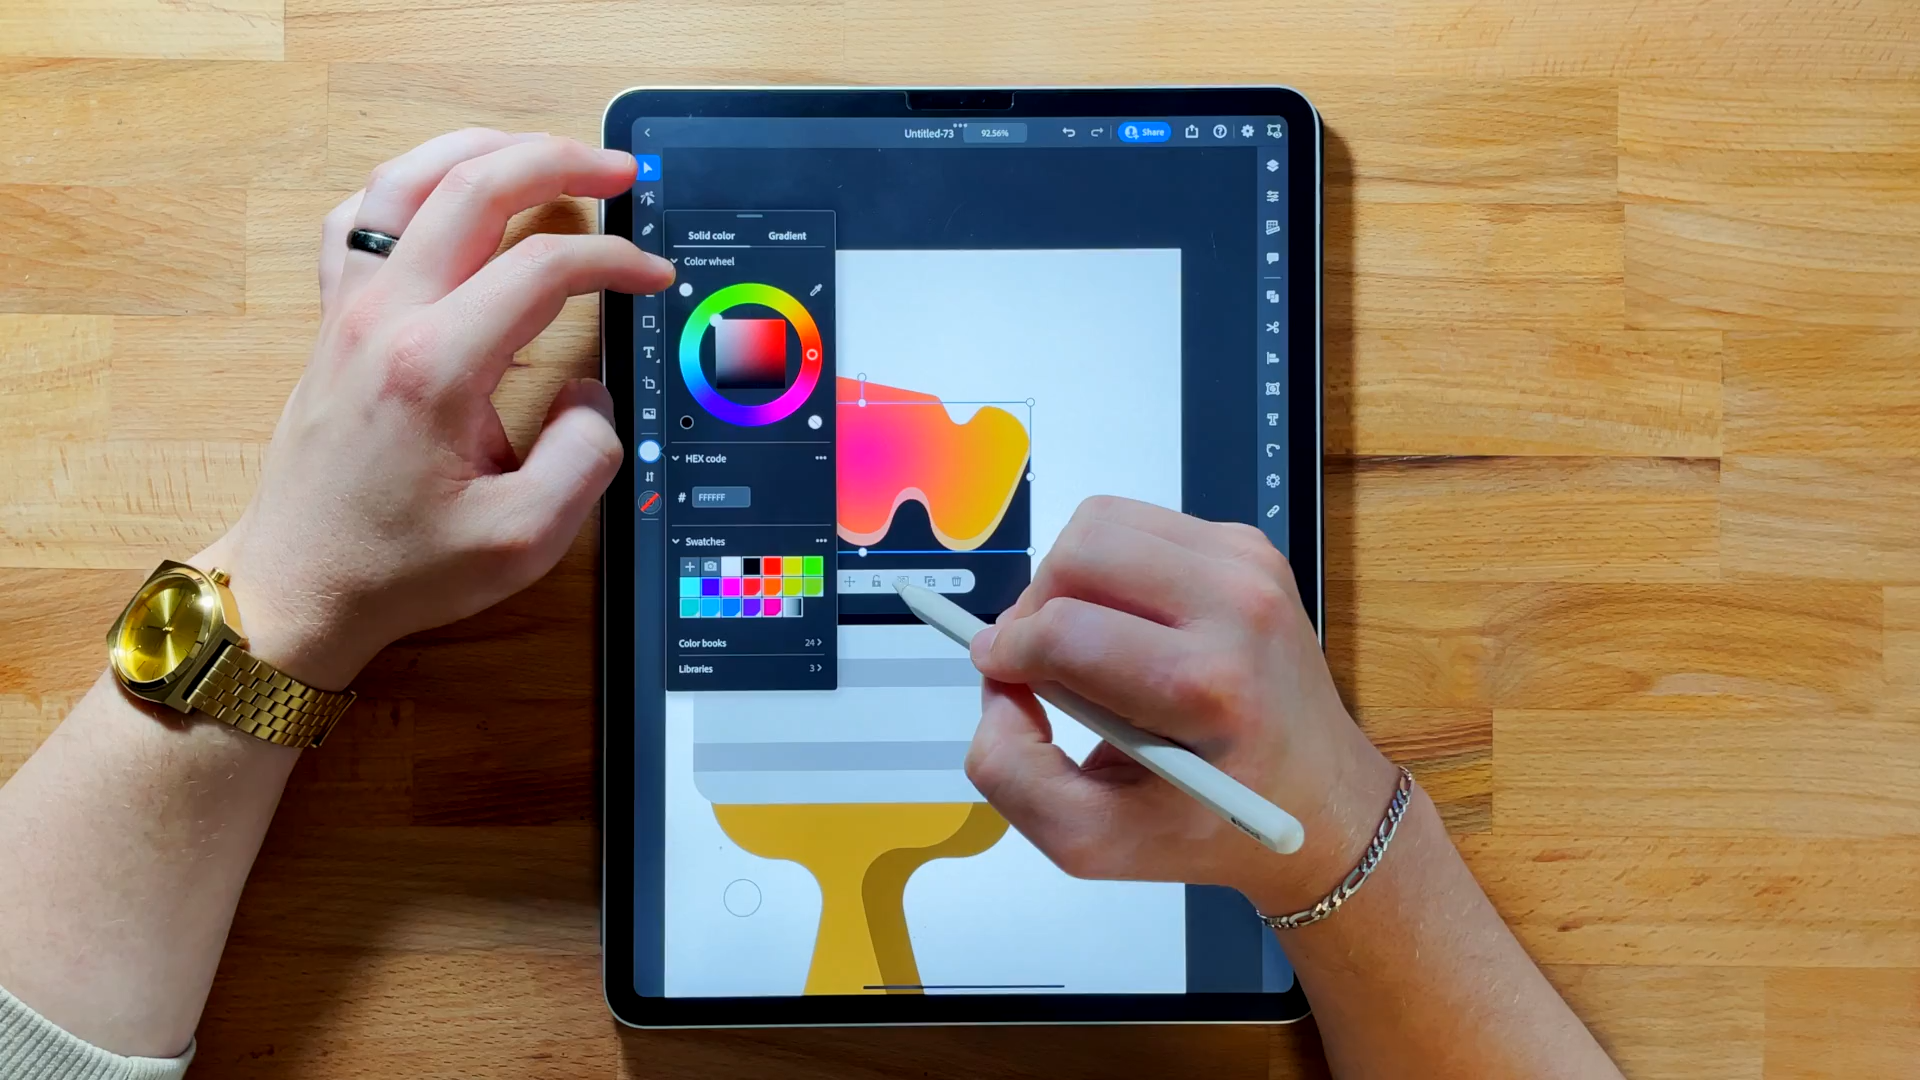 Untitled-73
92.56%
Share
Solid color
Gradient
Color wheel
HEX code
# FFFFFF
Swatches
Color books
24
Libraries
3